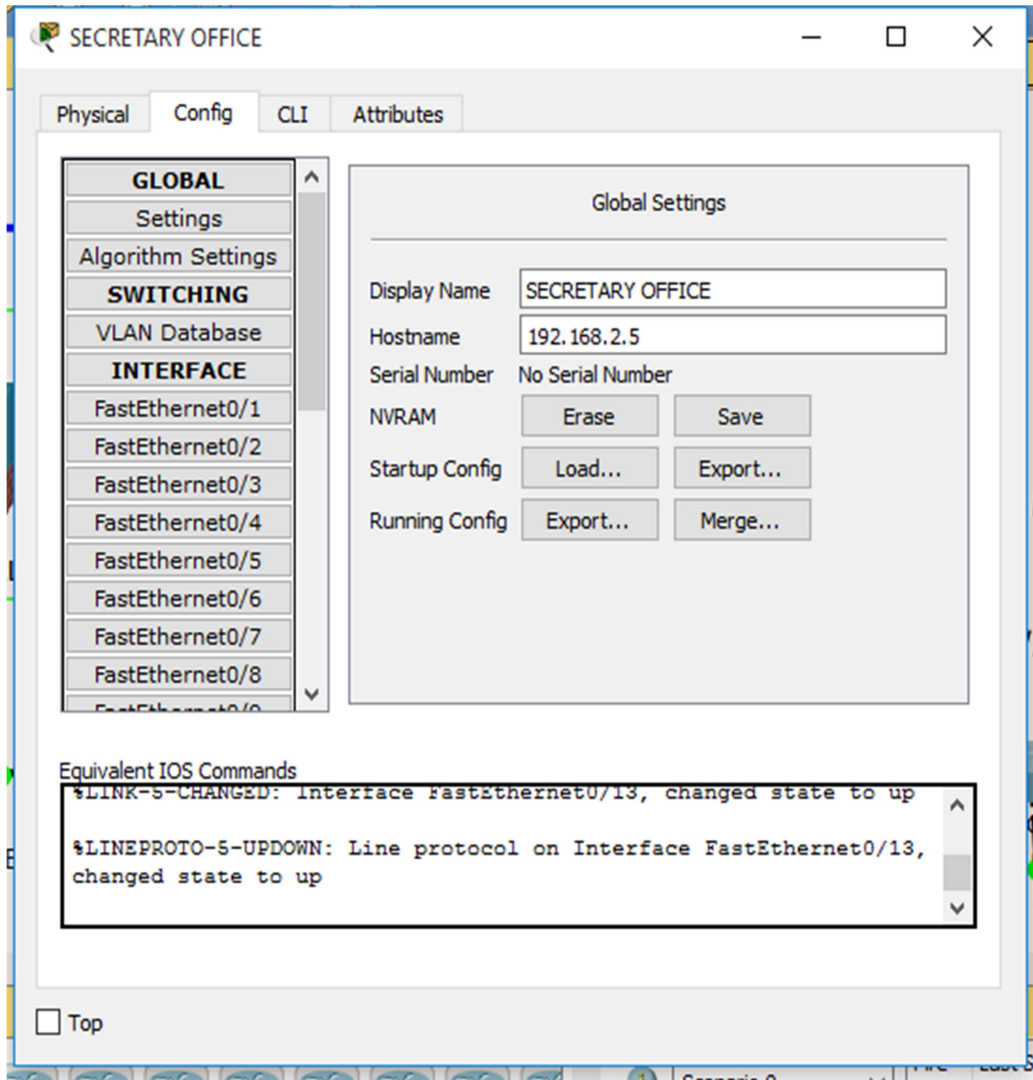 SECRETARY OFFICE
Physical Config CLI Attributes
GLOBAL
Settings
Algorithm Settings
SWITCHING
VLAN Database
INTERFACE
FastEthernet0/1
FastEthernet0/2
FastEthernet0/3
FastEthernet0/4
FastEthernet0/5
FastEthernet0/6
FastEthernet0/7
FastEthernet0/8
Global Settings
Display Name SECRETARY OFFICE
Hostname 192.168.2.5
Serial Number No Serial Number
NVRAM Erase Save
Startup Config Load... Export...
Running Config Export... Merge...
Equivalent IOS Commands
%LINK-5-CHANGED: Interface FastEthernet0/13, changed state to up
%LINEPROTO-5-UPDOWN: Line protocol on Interface FastEthernet0/13,
changed state to up
Top